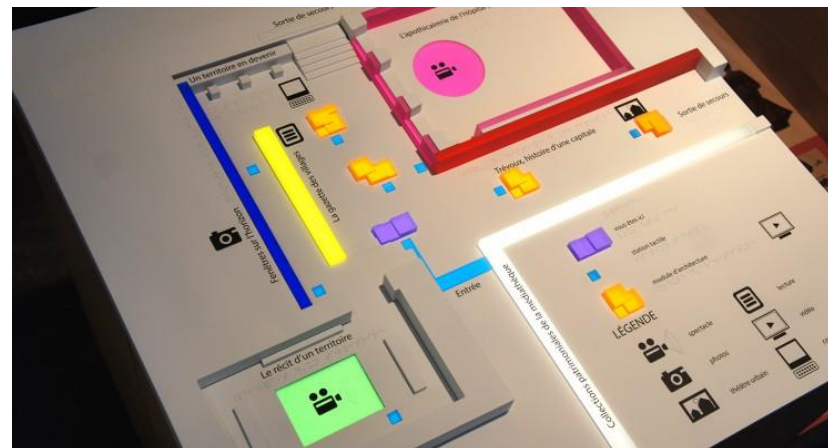 Sortie de secours
L'apothicairerie de l'Hôpital
Un territoire en devenir
Sortie de secours
Trévoux, histoire d'une capitale
La gazette des villages
Fenêtres sur l'horizon
Entrée
Le récit d'un territoire
Collections patrimoniales de la médiathèque
vous êtes ici
station tactile
module d'architecture
LÉGENDE
spectacle
photos
théâtre urbain
lecture
vidéo